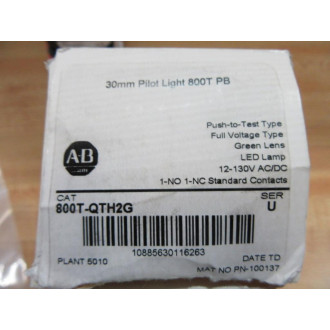 30mm Pilot Light 800T PB
Push-to-Test Type
Full Voltage Type
Green Lens
LED Lamp
12-130V AC/DC
1-NO 1-NC Standard Contacts
AB
CAT
800T-QTH2G
SER
U
10885630116263
PLANT 5010
DATE TD
MAT NO PN-100137